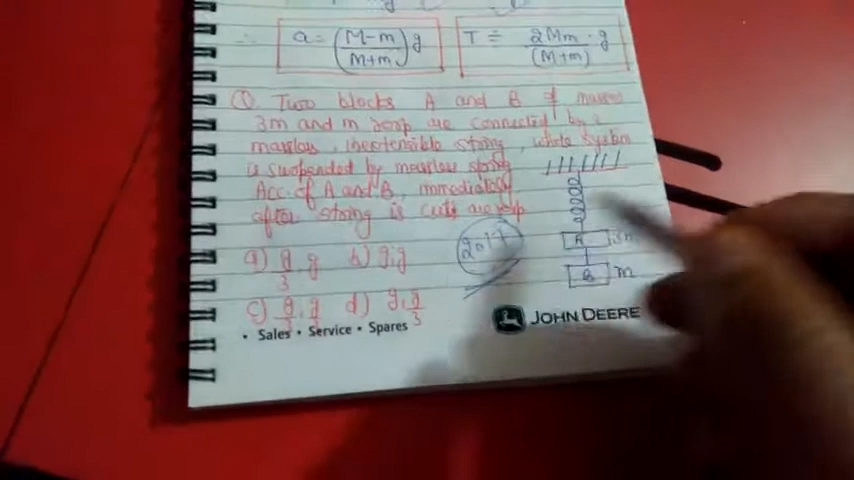 ∴ a = (M-m / M+m) g T = 2Mm / (M+m) · g
Q. Two blocks A and B of masses
3m and m resp are connected by a
massless, inextensible string, whole system
is suspended by massless spring
Acc. of A and B, immediately
after string is cut, are resp
2017
A 3m
B m
a) g/3, g b) g, g
c) g/3, g/3 d) g, g/3
• Sales • Service • Spares
JOHN DEERE